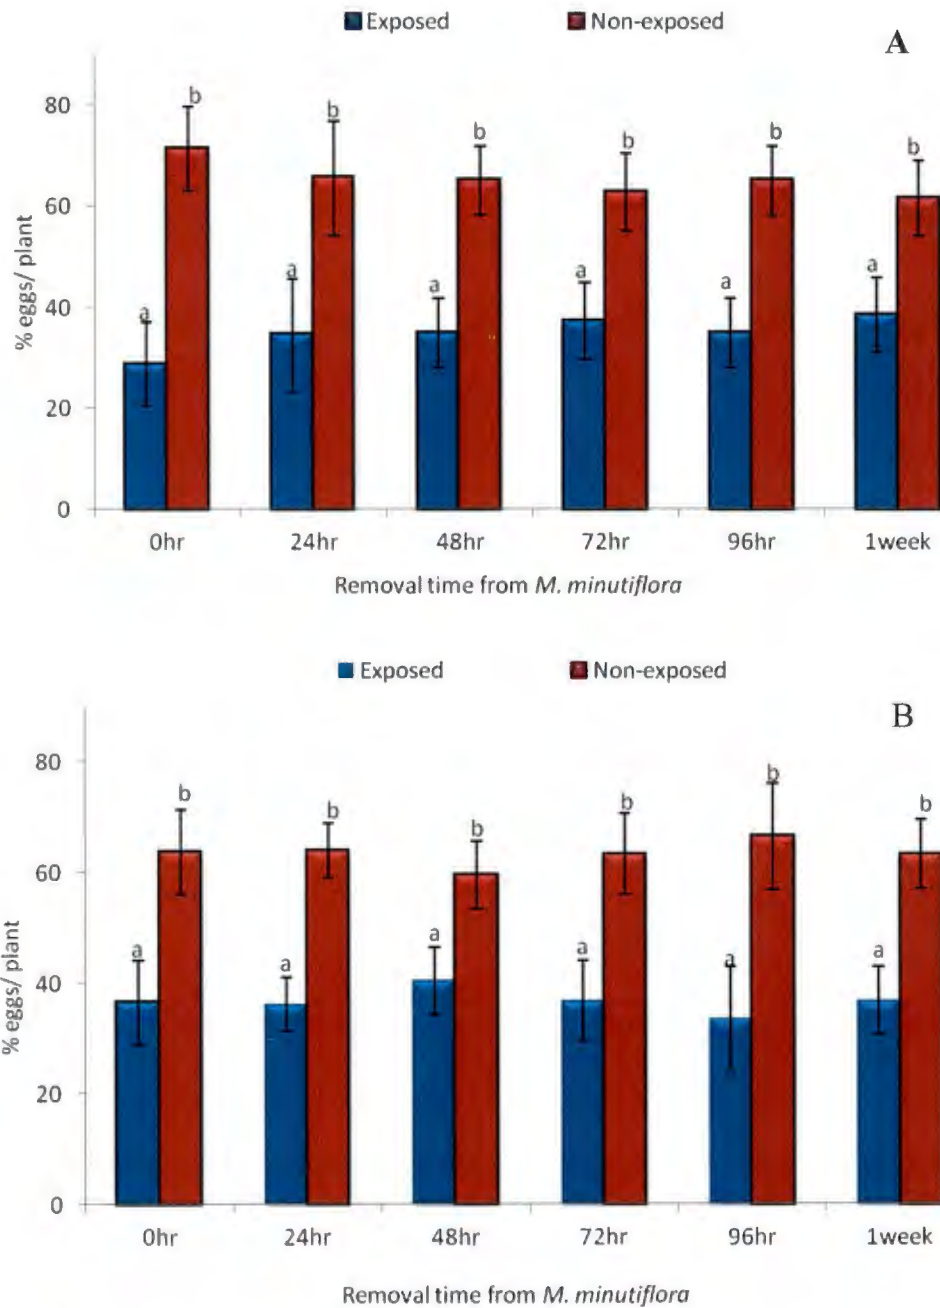 Exposed Non-exposed
A
% eggs/ plant
80
60
40
20
0
b b b b b b
a a a a a a
0hr 24hr 48hr 72hr 96hr 1week
Removal time from M. minutiflora
Exposed Non-exposed
B
% eggs/ plant
80
60
40
20
0
b b b b b b
a a a a a a
0hr 24hr 48hr 72hr 96hr 1week
Removal time from M. minutiflora